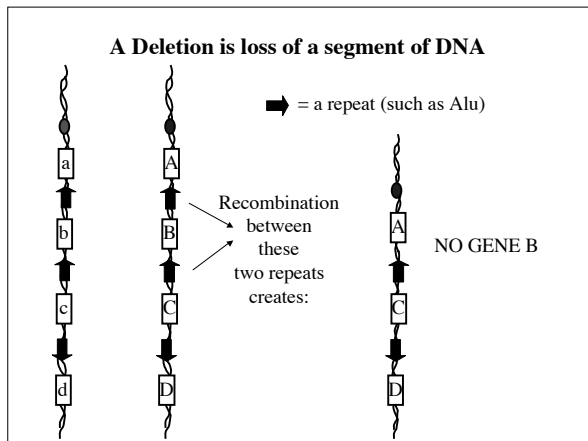 A Deletion is loss of a segment of DNA
= a repeat (such as Alu)
a
b
c
d
A
B
C
D
Recombination
between
these
two repeats
creates:
A
C
D
NO GENE B